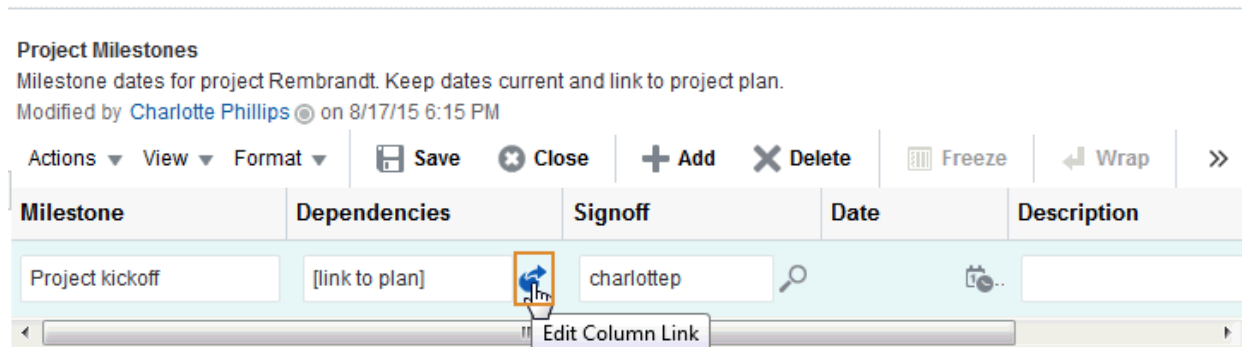 Project Milestones
Milestone dates for project Rembrandt. Keep dates current and link to project plan.
Modified by Charlotte Phillips on 8/17/15 6:15 PM
Actions View Format Save Close Add Delete Freeze Wrap »
Milestone Dependencies Signoff Date Description
Project kickoff [link to plan] charlottep ..
Edit Column Link